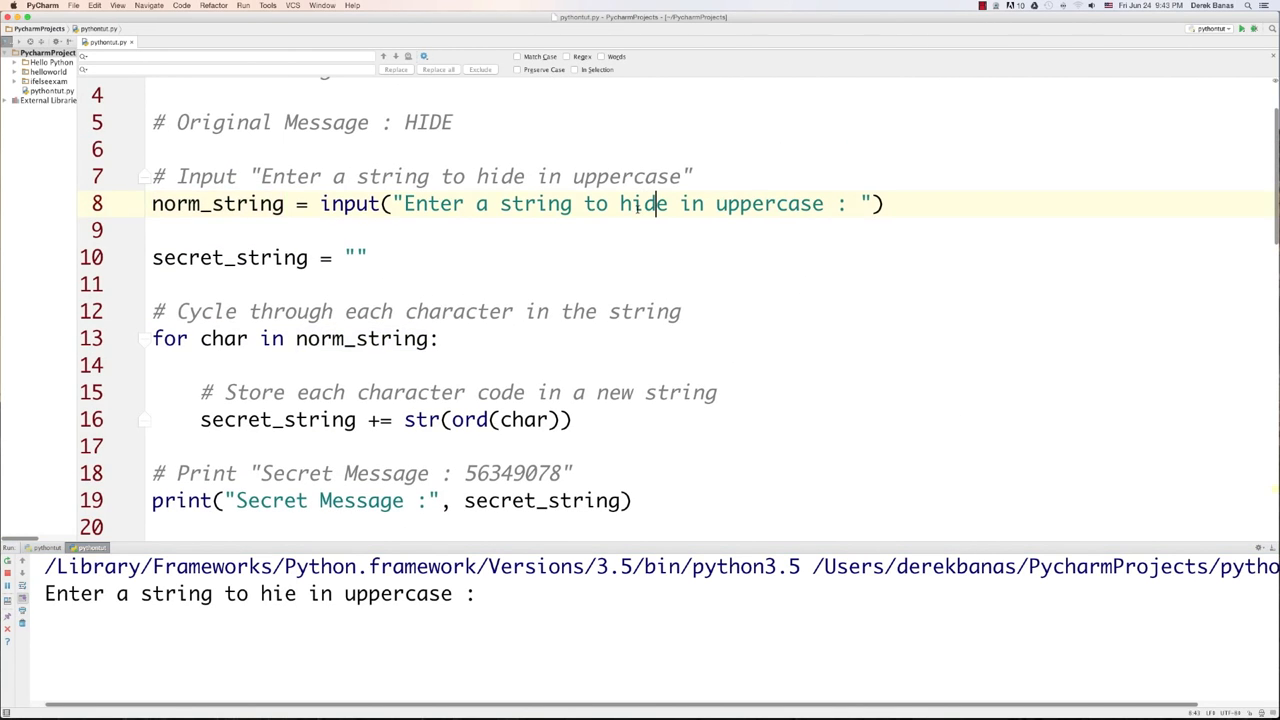 PyCharm File Edit View Navigate Code Refactor Run Tools VCS Window Help
Fri Jun 24 9:43 PM Derek Banas
pythontut.py - PycharmProjects - [~/PycharmProjects]
PycharmProjects pythontut.py
pythontut
pythontut.py ×
Match Case Regex Words
Replace Replace all Exclude Preserve Case In Selection
PycharmProject
Hello Python
helloworld
ifelseexam
pythontut.py
External Librarie
4
5 # Original Message : HIDE
6
7 # Input "Enter a string to hide in uppercase"
8 norm_string = input("Enter a string to hide in uppercase : ")
9
10 secret_string = ""
11
12 # Cycle through each character in the string
13 for char in norm_string:
14
15 # Store each character code in a new string
16 secret_string += str(ord(char))
17
18 # Print "Secret Message : 56349078"
19 print("Secret Message :", secret_string)
20
Run: pythontut pythontut
/Library/Frameworks/Python.framework/Versions/3.5/bin/python3.5 /Users/derekbanas/PycharmProjects/pytho
Enter a string to hie in uppercase :
8:43 LF÷ UTF-8÷